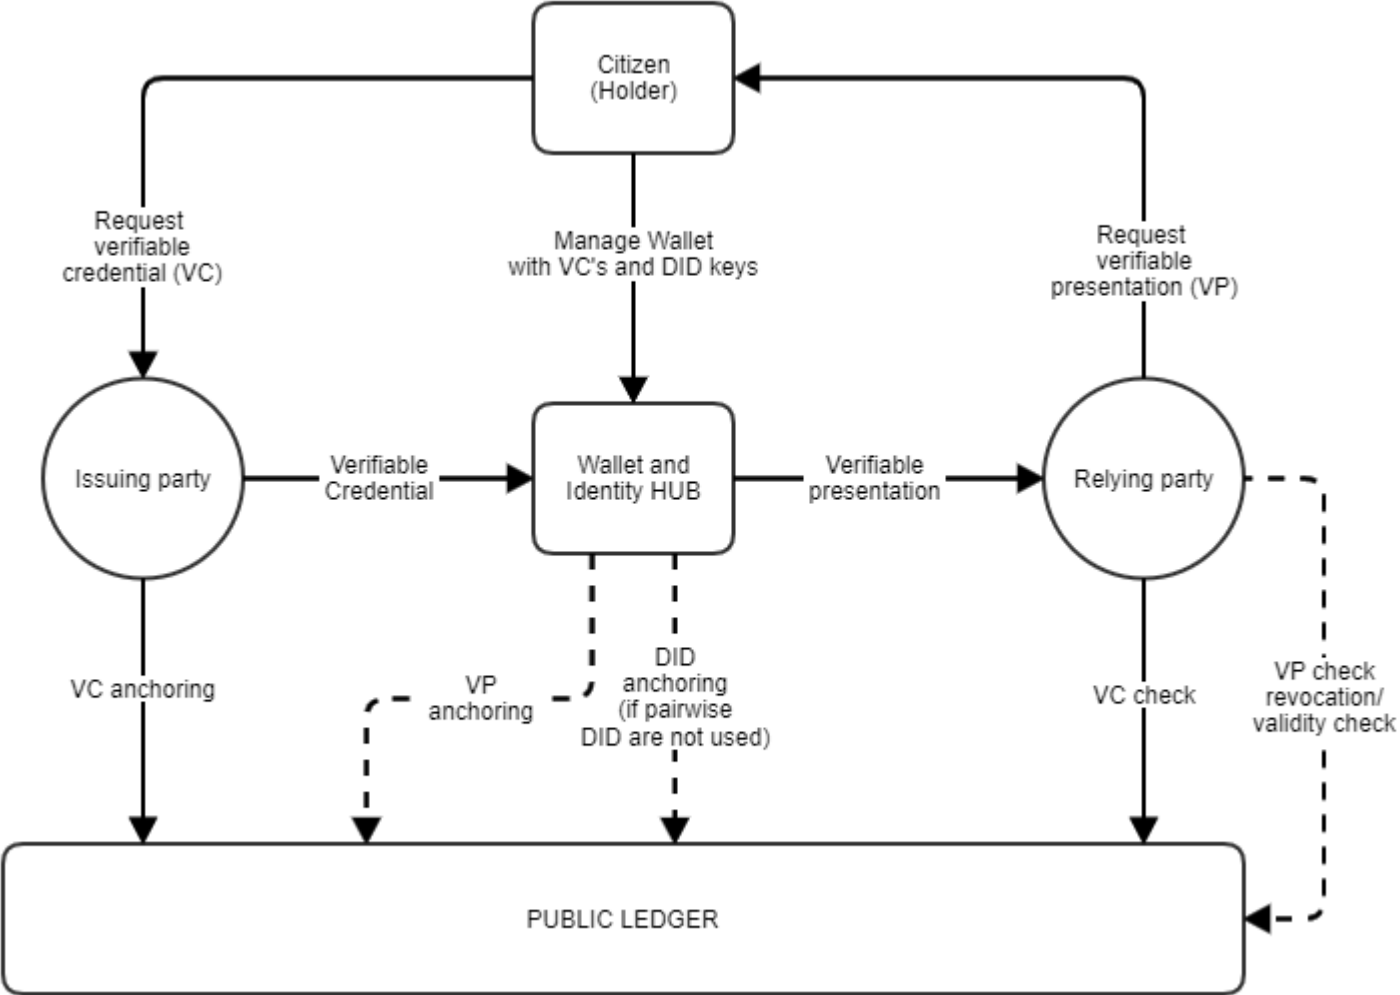 Citizen
(Holder)
Request
verifiable
credential (VC)
Manage Wallet
with VC's and DID keys
Request
verifiable
presentation (VP)
Issuing party
Verifiable
Credential
Wallet and
Identity HUB
Verifiable
presentation
Relying party
VC anchoring
VP
anchoring
DID
anchoring
(if pairwise
DID are not used)
VC check
VP check
revocation/
validity check
PUBLIC LEDGER